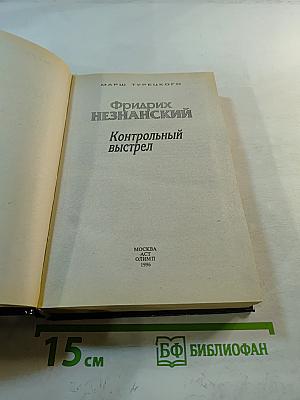 МАРШ ТУРЕЦКОГО
Фридрих
НЕЗНАНСКИЙ
Контрольный
выстрел
МОСКВА
АСТ
ОЛИМП
1996
15 см
БФ БИБЛИОФАН